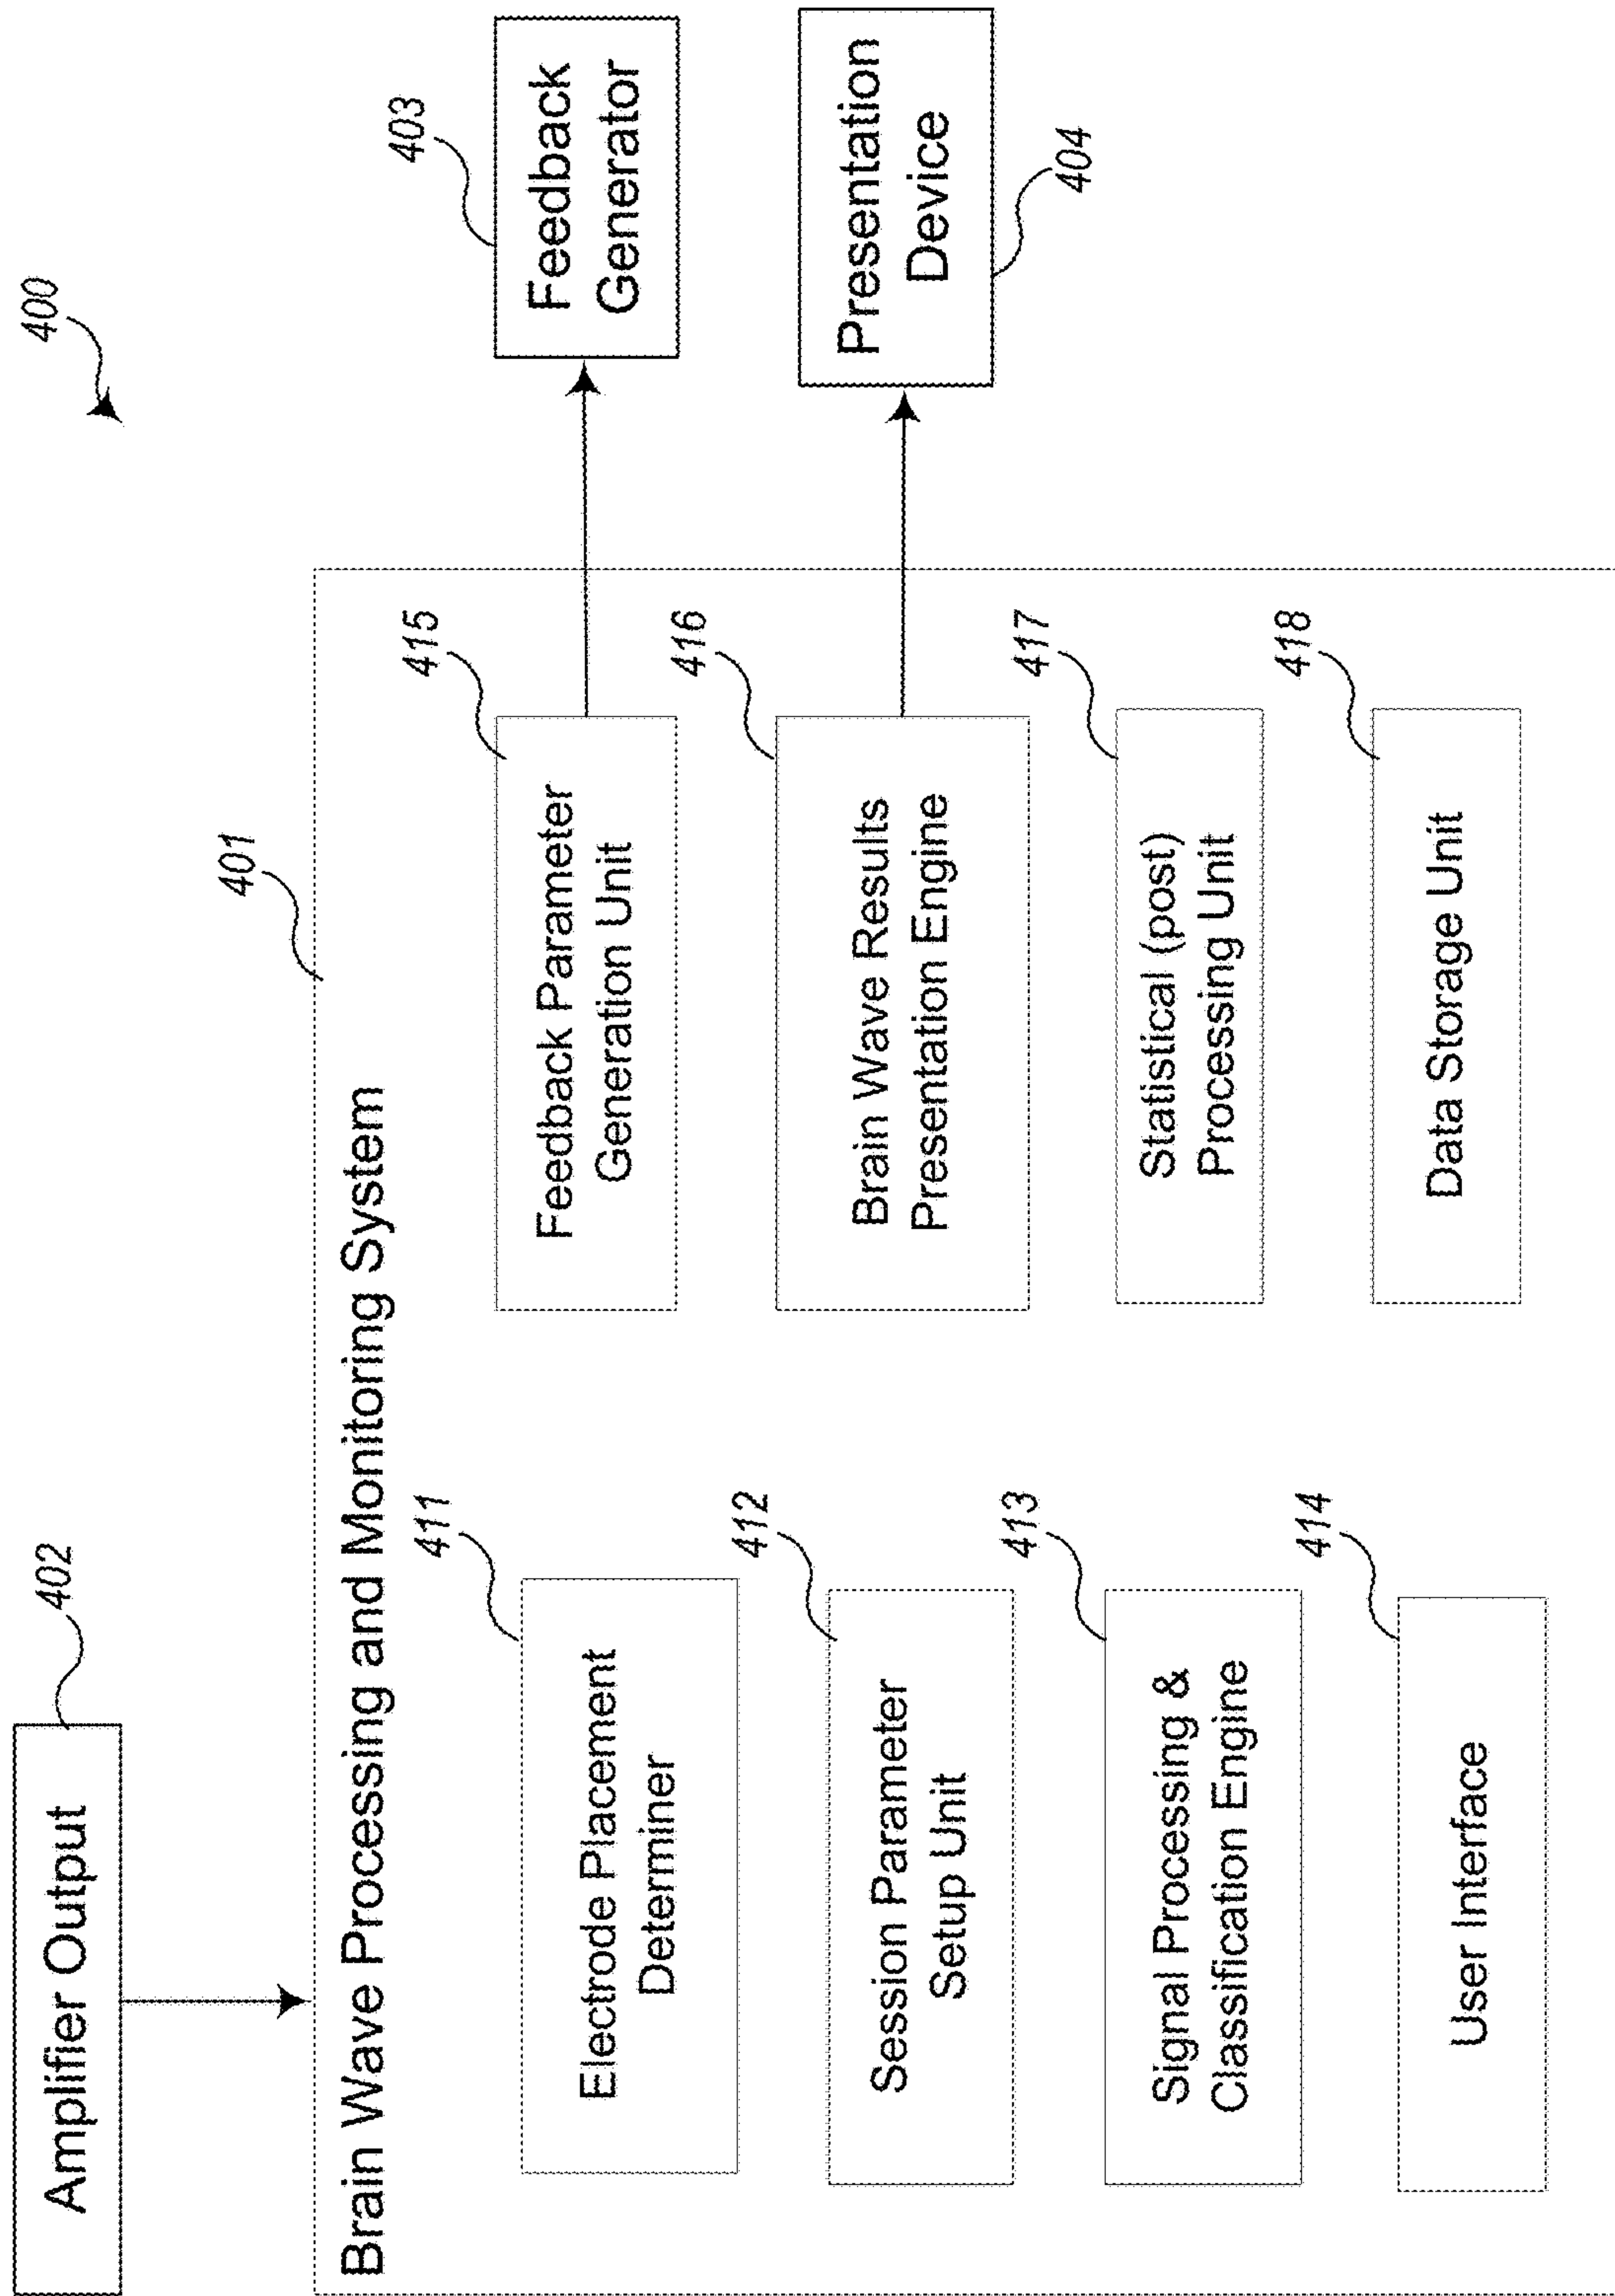 400
Amplifier Output
402
401
Brain Wave Processing and Monitoring System
411
Electrode Placement
Determiner
412
Session Parameter
Setup Unit
413
Signal Processing &
Classification Engine
414
User Interface
415
Feedback Parameter
Generation Unit
416
Brain Wave Results
Presentation Engine
417
Statistical (post)
Processing Unit
418
Data Storage Unit
403
Feedback
Generator
Presentation
Device
404